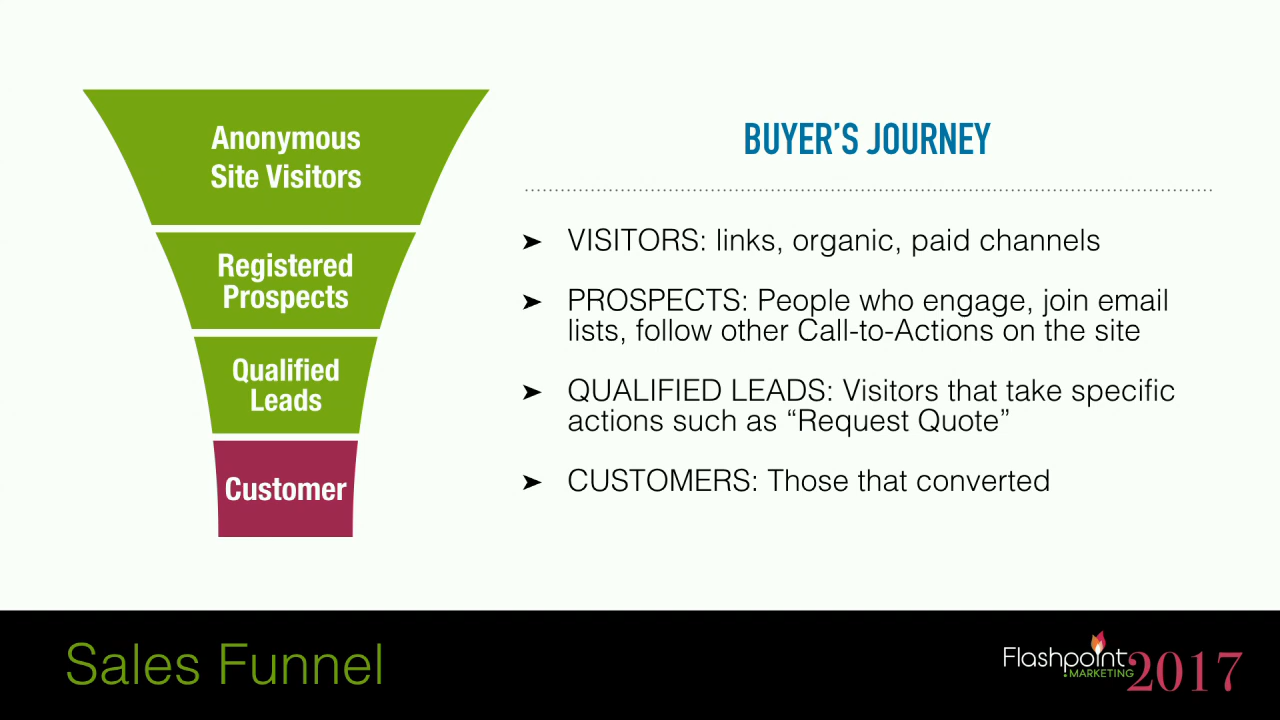 Anonymous
Site Visitors
Registered
Prospects
Qualified
Leads
Customer
BUYER'S JOURNEY
➤ VISITORS: links, organic, paid channels
➤ PROSPECTS: People who engage, join email
lists, follow other Call-to-Actions on the site
➤ QUALIFIED LEADS: Visitors that take specific
actions such as “Request Quote”
➤ CUSTOMERS: Those that converted
Sales Funnel
Flashpoint
MARKETING
2017